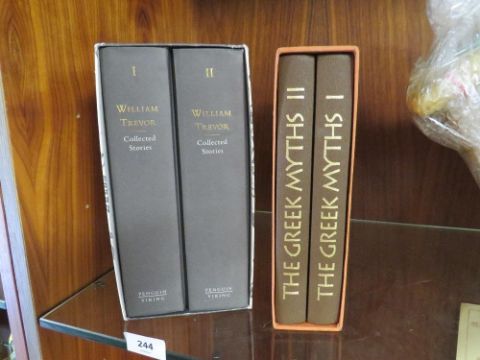 I
WILLIAM
TREVOR
Collected
Stories
PENGUIN
VIKING
II
WILLIAM
TREVOR
Collected
Stories
PENGUIN
VIKING
THE GREEK MYTHS II
THE GREEK MYTHS I
244